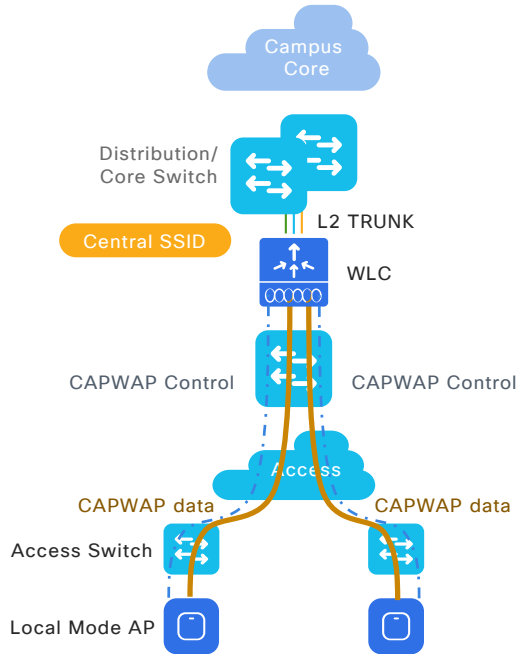 Campus
Core
Distribution/
Core Switch
L2 TRUNK
Central SSID
WLC
CAPWAP Control
CAPWAP Control
Access
CAPWAP data
CAPWAP data
Access Switch
Local Mode AP